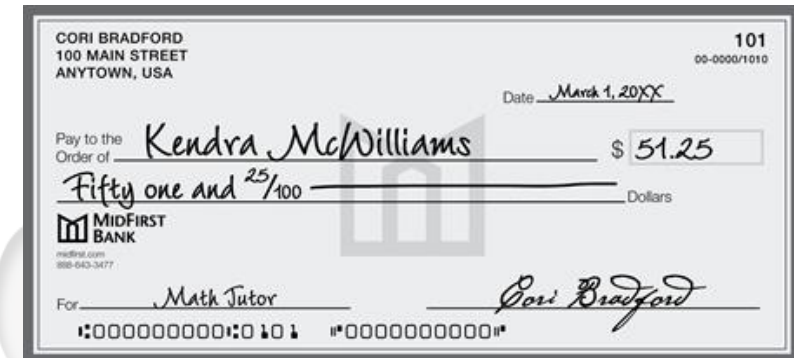 CORI BRADFORD
100 MAIN STREET
ANYTOWN, USA
101
00-0000/1010
Date March 1, 20XX
Pay to the
Order of Kendra McWilliams $ 51.25
Fifty one and 25/100 Dollars
MIDFIRST
BANK
midfirst.com
888-643-3477
For Math Tutor Cori Bradford
⑆000000000⑆0101 ⑈0000000000⑈